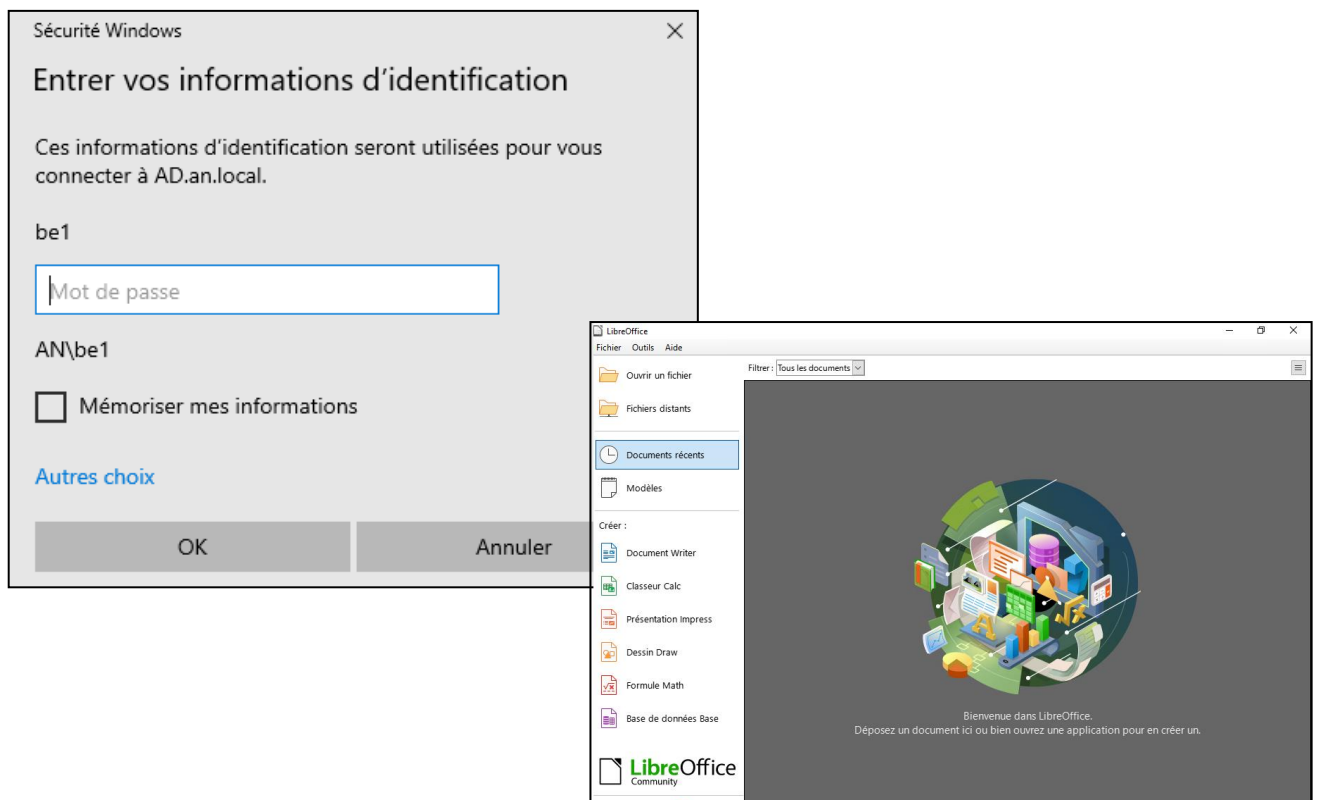 Sécurité Windows
Entrer vos informations d'identification
Ces informations d'identification seront utilisées pour vous
connecter à AD.an.local.
be1
Mot de passe
AN\be1
Mémoriser mes informations
Autres choix
OK
Annuler
LibreOffice
Fichier Outils Aide
Ouvrir un fichier
Fichiers distants
Documents récents
Modèles
Créer :
Document Writer
Classeur Calc
Présentation Impress
Dessin Draw
Formule Math
Base de données Base
LibreOffice
Community
Filtrer : Tous les documents
Bienvenue dans LibreOffice.
Déposez un document ici ou bien ouvrez une application pour en créer un.